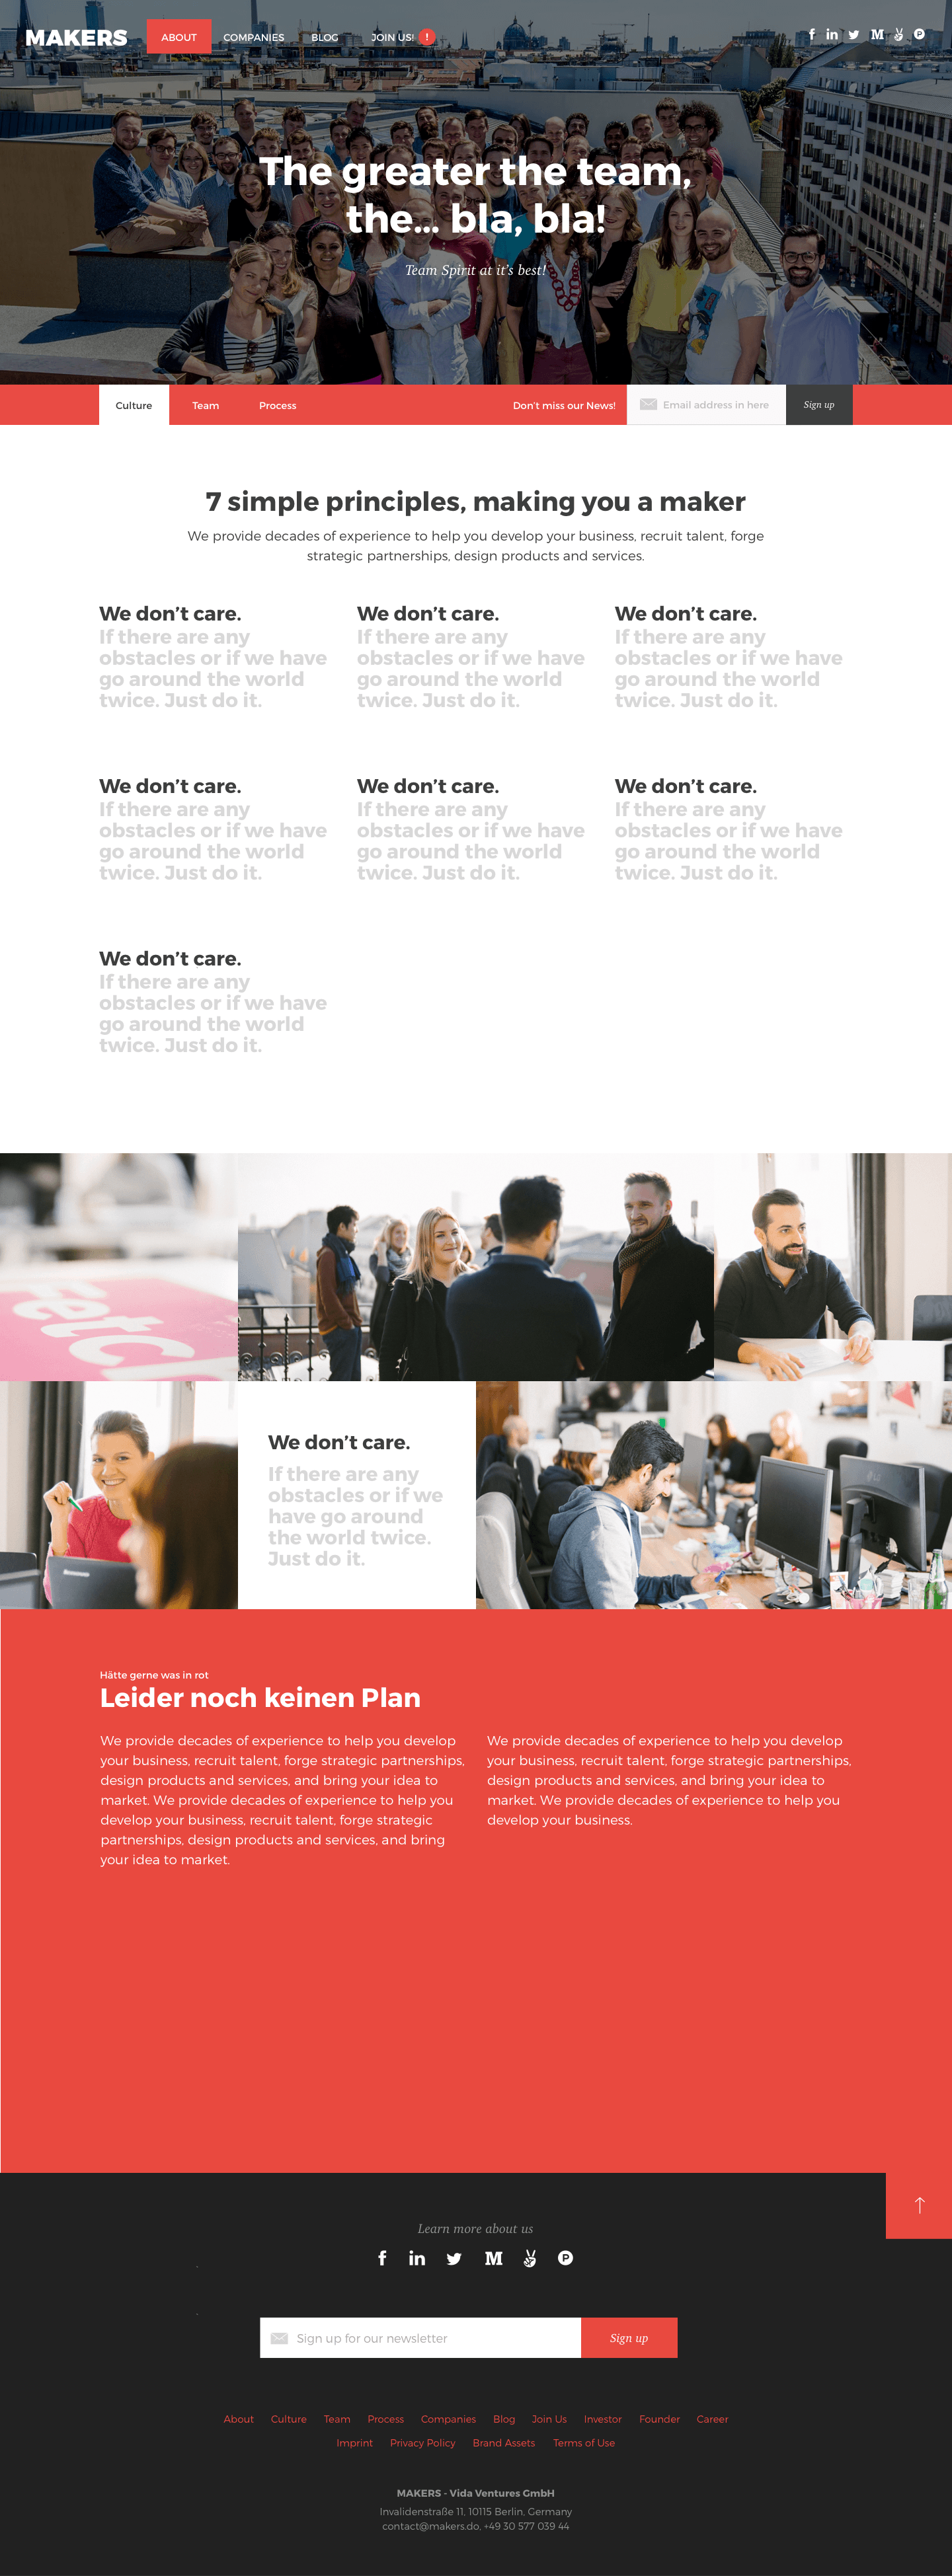 MAKERS
ABOUT
COMPANIES
BLOG
JOIN US!
!
The greater the team,
the... bla, bla!
Team Spirit at it's best!
Culture
Team
Process
Don't miss our News!
Email address in here
Sign up
7 simple principles, making you a maker
We provide decades of experience to help you develop your business, recruit talent, forge
strategic partnerships, design products and services.
We don't care.
If there are any
obstacles or if we have
go around the world
twice. Just do it.
We don't care.
If there are any
obstacles or if we have
go around the world
twice. Just do it.
We don't care.
If there are any
obstacles or if we have
go around the world
twice. Just do it.
We don't care.
If there are any
obstacles or if we have
go around the world
twice. Just do it.
We don't care.
If there are any
obstacles or if we have
go around the world
twice. Just do it.
We don't care.
If there are any
obstacles or if we have
go around the world
twice. Just do it.
We don't care.
If there are any
obstacles or if we have
go around the world
twice. Just do it.
We don't care.
If there are any
obstacles or if we
have go around
the world twice.
Just do it.
Hätte gerne was in rot
Leider noch keinen Plan
We provide decades of experience to help you develop
your business, recruit talent, forge strategic partnerships,
design products and services, and bring your idea to
market. We provide decades of experience to help you
develop your business, recruit talent, forge strategic
partnerships, design products and services, and bring
your idea to market.
We provide decades of experience to help you develop
your business, recruit talent, forge strategic partnerships,
design products and services, and bring your idea to
market. We provide decades of experience to help you
develop your business.
Learn more about us
Sign up for our newsletter
Sign up
About Culture Team Process Companies Blog Join Us Investor Founder Career
Imprint Privacy Policy Brand Assets Terms of Use
MAKERS - Vida Ventures GmbH
Invalidenstraße 11, 10115 Berlin, Germany
contact@makers.do, +49 30 577 039 44